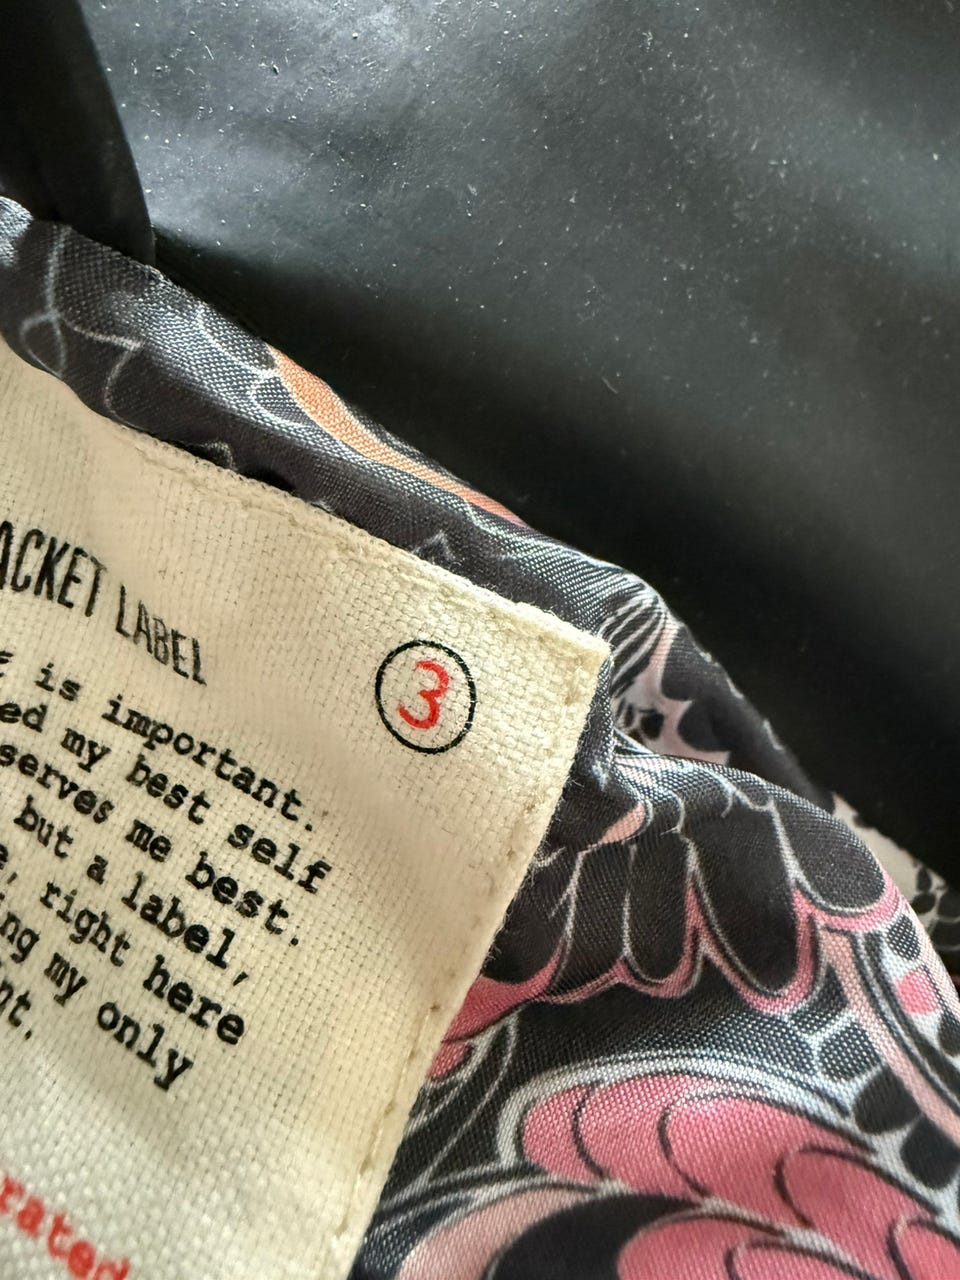 ACKET LABEL
3
is important.
ed my best self
serves me best.
but a label,
, right here
ng my only
nt.
rated